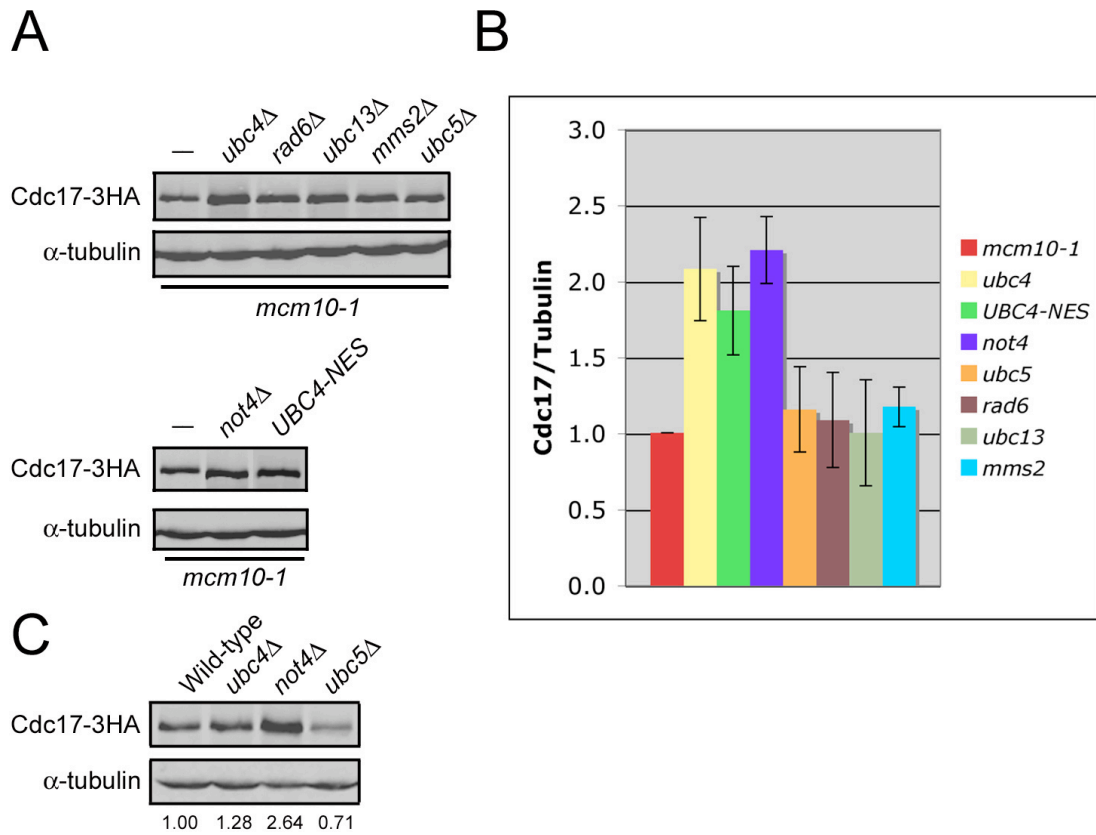 A
— ubc4Δ rad6Δ ubc13Δ mms2Δ ubc5Δ
Cdc17-3HA
α-tubulin
mcm10-1
— not4Δ UBC4-NES
Cdc17-3HA
α-tubulin
mcm10-1
B
3.0
2.5
2.0
1.5
1.0
0.5
0.0
Cdc17/Tubulin
mcm10-1
ubc4
UBC4-NES
not4
ubc5
rad6
ubc13
mms2
C
Wild-type ubc4Δ not4Δ ubc5Δ
Cdc17-3HA
α-tubulin
1.00 1.28 2.64 0.71